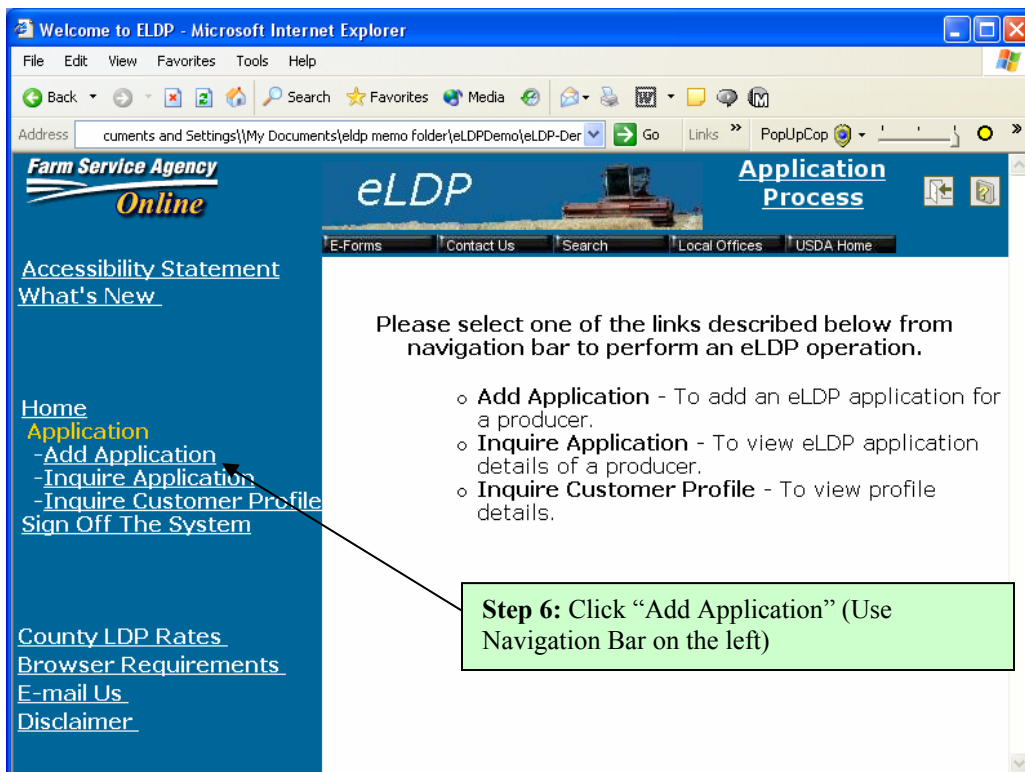 Welcome to ELDP - Microsoft Internet Explorer
File Edit View Favorites Tools Help
Back Search Favorites Media
Address cuments and Settings\\My Documents\eldp memo folder\eLDPDemo\eLDP-Der Go Links » PopUpCop »
Farm Service Agency
Online
eLDP
Application
Process
E-Forms Contact Us Search Local Offices USDA Home
Accessibility Statement
What's New
Please select one of the links described below from
navigation bar to perform an eLDP operation.
Home
Application
-Add Application
-Inquire Application
-Inquire Customer Profile
Sign Off The System
o Add Application - To add an eLDP application for
a producer.
o Inquire Application - To view eLDP application
details of a producer.
o Inquire Customer Profile - To view profile
details.
Step 6: Click “Add Application” (Use
Navigation Bar on the left)
County LDP Rates
Browser Requirements
E-mail Us
Disclaimer